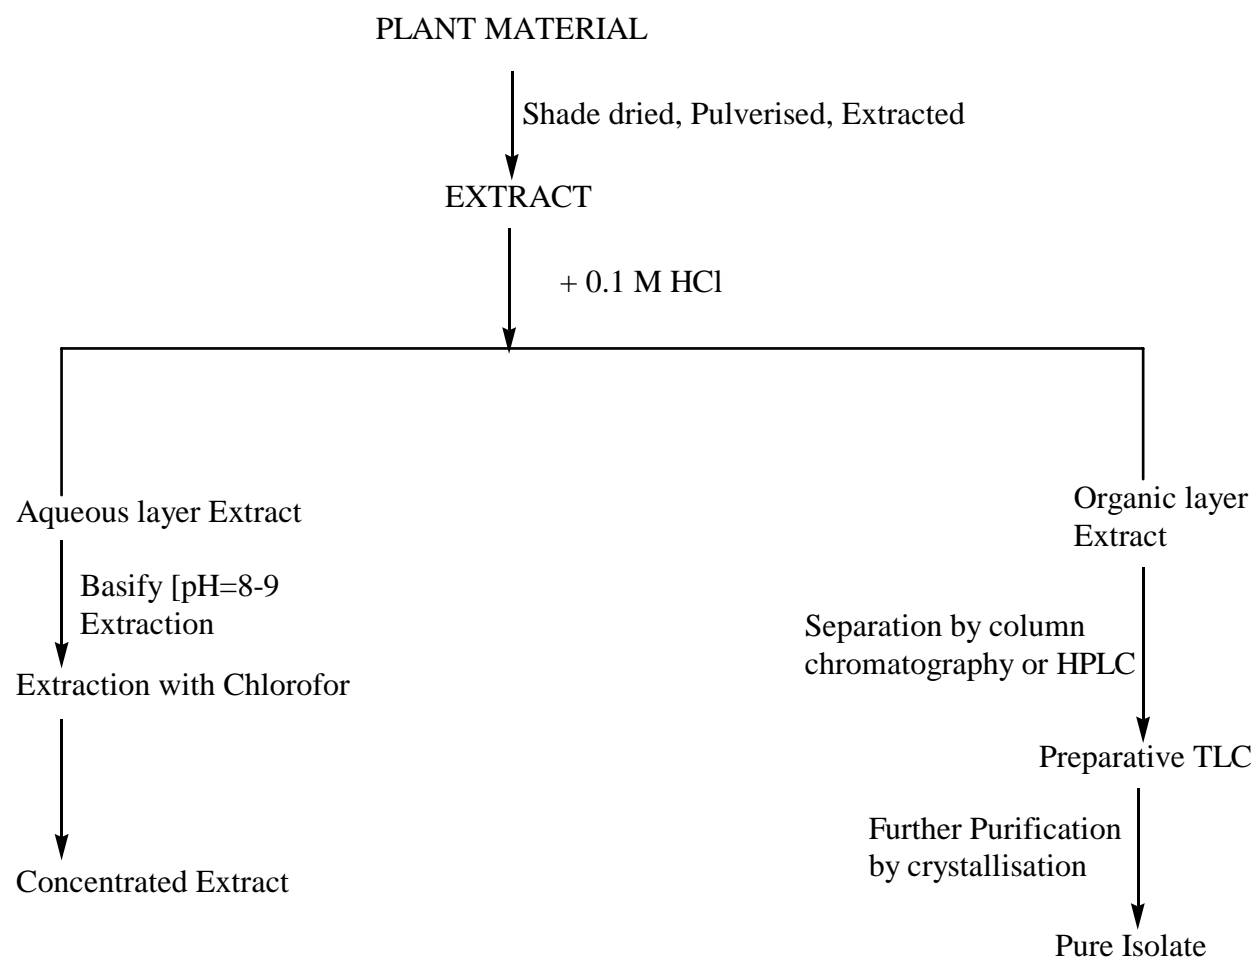 PLANT MATERIAL
Shade dried, Pulverised, Extracted
EXTRACT
+ 0.1 M HCl
Aqueous layer Extract
Basify [pH=8-9
Extraction
Extraction with Chlorofor
Concentrated Extract
Organic layer
Extract
Separation by column
chromatography or HPLC
Preparative TLC
Further Purification
by crystallisation
Pure Isolate